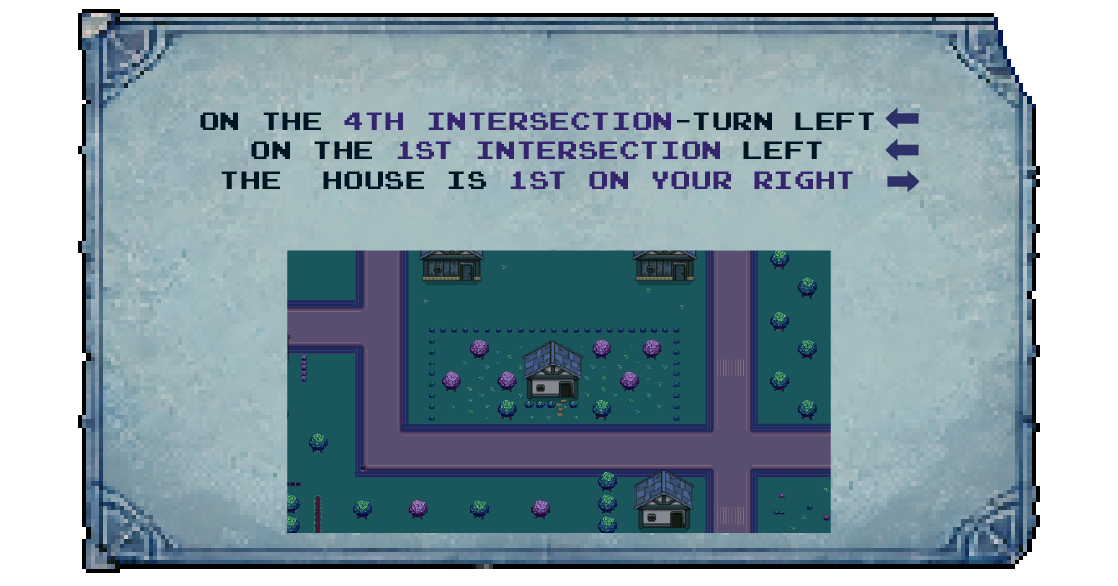 ON THE 4TH INTERSECTION-TURN LEFT
ON THE 1ST INTERSECTION LEFT
THE HOUSE IS 1ST ON YOUR RIGHT